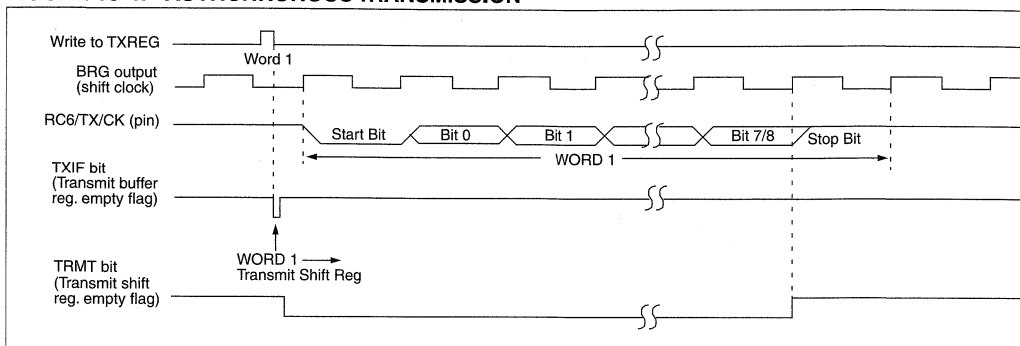 Write to TXREG
Word 1
BRG output
(shift clock)
RC6/TX/CK (pin)
Start Bit
Bit 0
Bit 1
Bit 7/8
Stop Bit
WORD 1
TXIF bit
(Transmit buffer
reg. empty flag)
WORD 1
Transmit Shift Reg
TRMT bit
(Transmit shift
reg. empty flag)